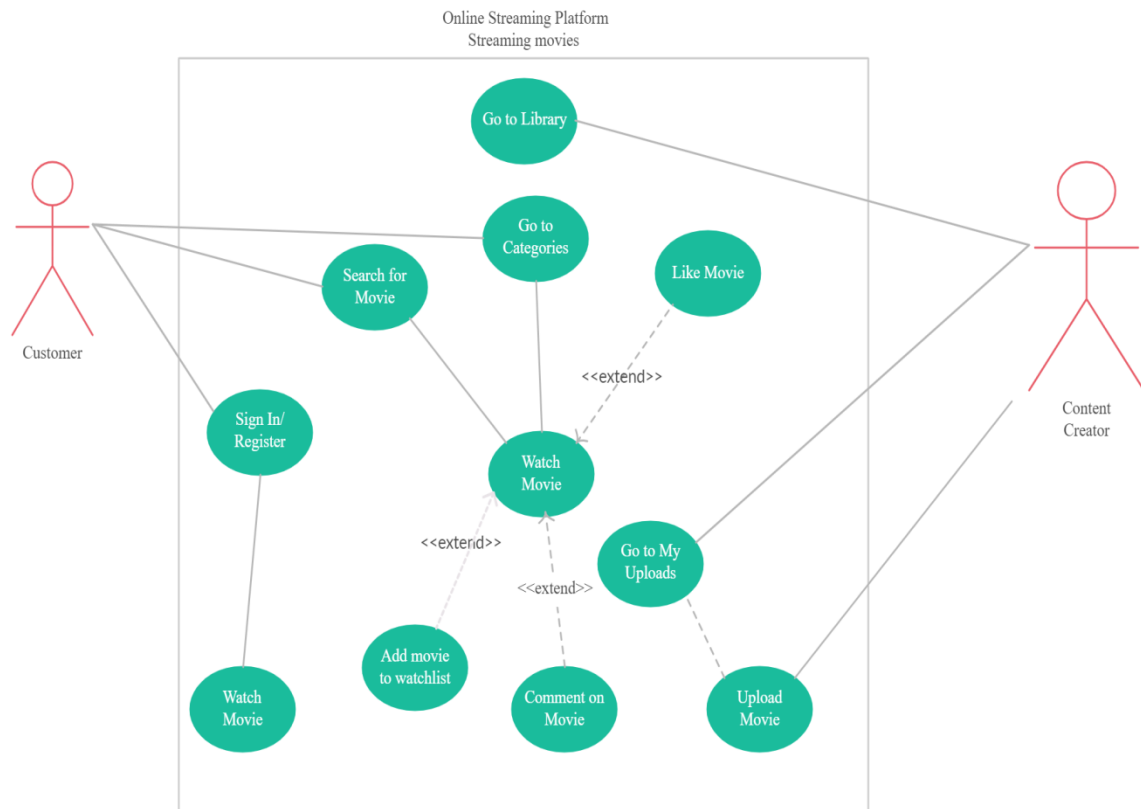 Online Streaming Platform
Streaming movies
Go to Library
Go to
Categories
Search for
Movie
Like Movie
Customer
<<extend>>
Sign In/
Register
Content
Creator
Watch
Movie
<<extend>>
Go to My
Uploads
<<extend>>
Add movie
to watchlist
Watch
Movie
Comment on
Movie
Upload
Movie